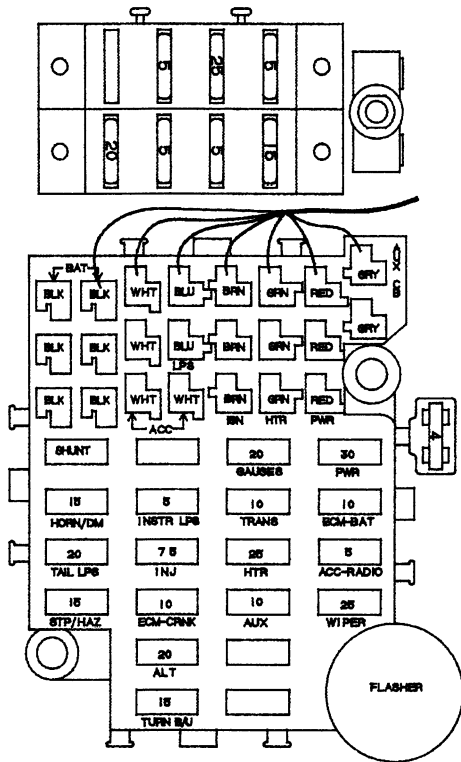 5 25 5
20 5 5 15
BAT
BLK BLK WHT BLU BRN GRN RED GRY
AUX CB
BLK BLK WHT BLU BRN GRN RED GRY
LPS
BLK BLK WHT WHT BRN GRN RED
ACC IGN HTR PWR
4
SHUNT 20 30
GAUGES PWR
15 5 10 10
HORN/DM INSTR LPS TRANS ECM-BAT
20 7 5 25 5
TAIL LPS INJ HTR ACC-RADIO
15 10 10 25
STP/HAZ ECM-CRNK AUX WIPER
20
ALT
FLASHER
15
TURN B/U